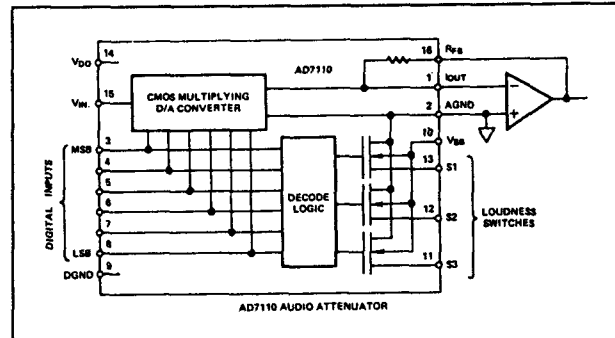 14
VDD
AD7110
16
RFB
1
IOUT
15
VIN.
CMOS MULTIPLYING
D/A CONVERTER
2
AGND
−
+
10
VBB
DIGITAL INPUTS
MSB
3
4
5
6
7
LSB
8
9
DGND
DECODE
LOGIC
13
S1
12
S2
11
S3
LOUDNESS
SWITCHES
AD7110 AUDIO ATTENUATOR